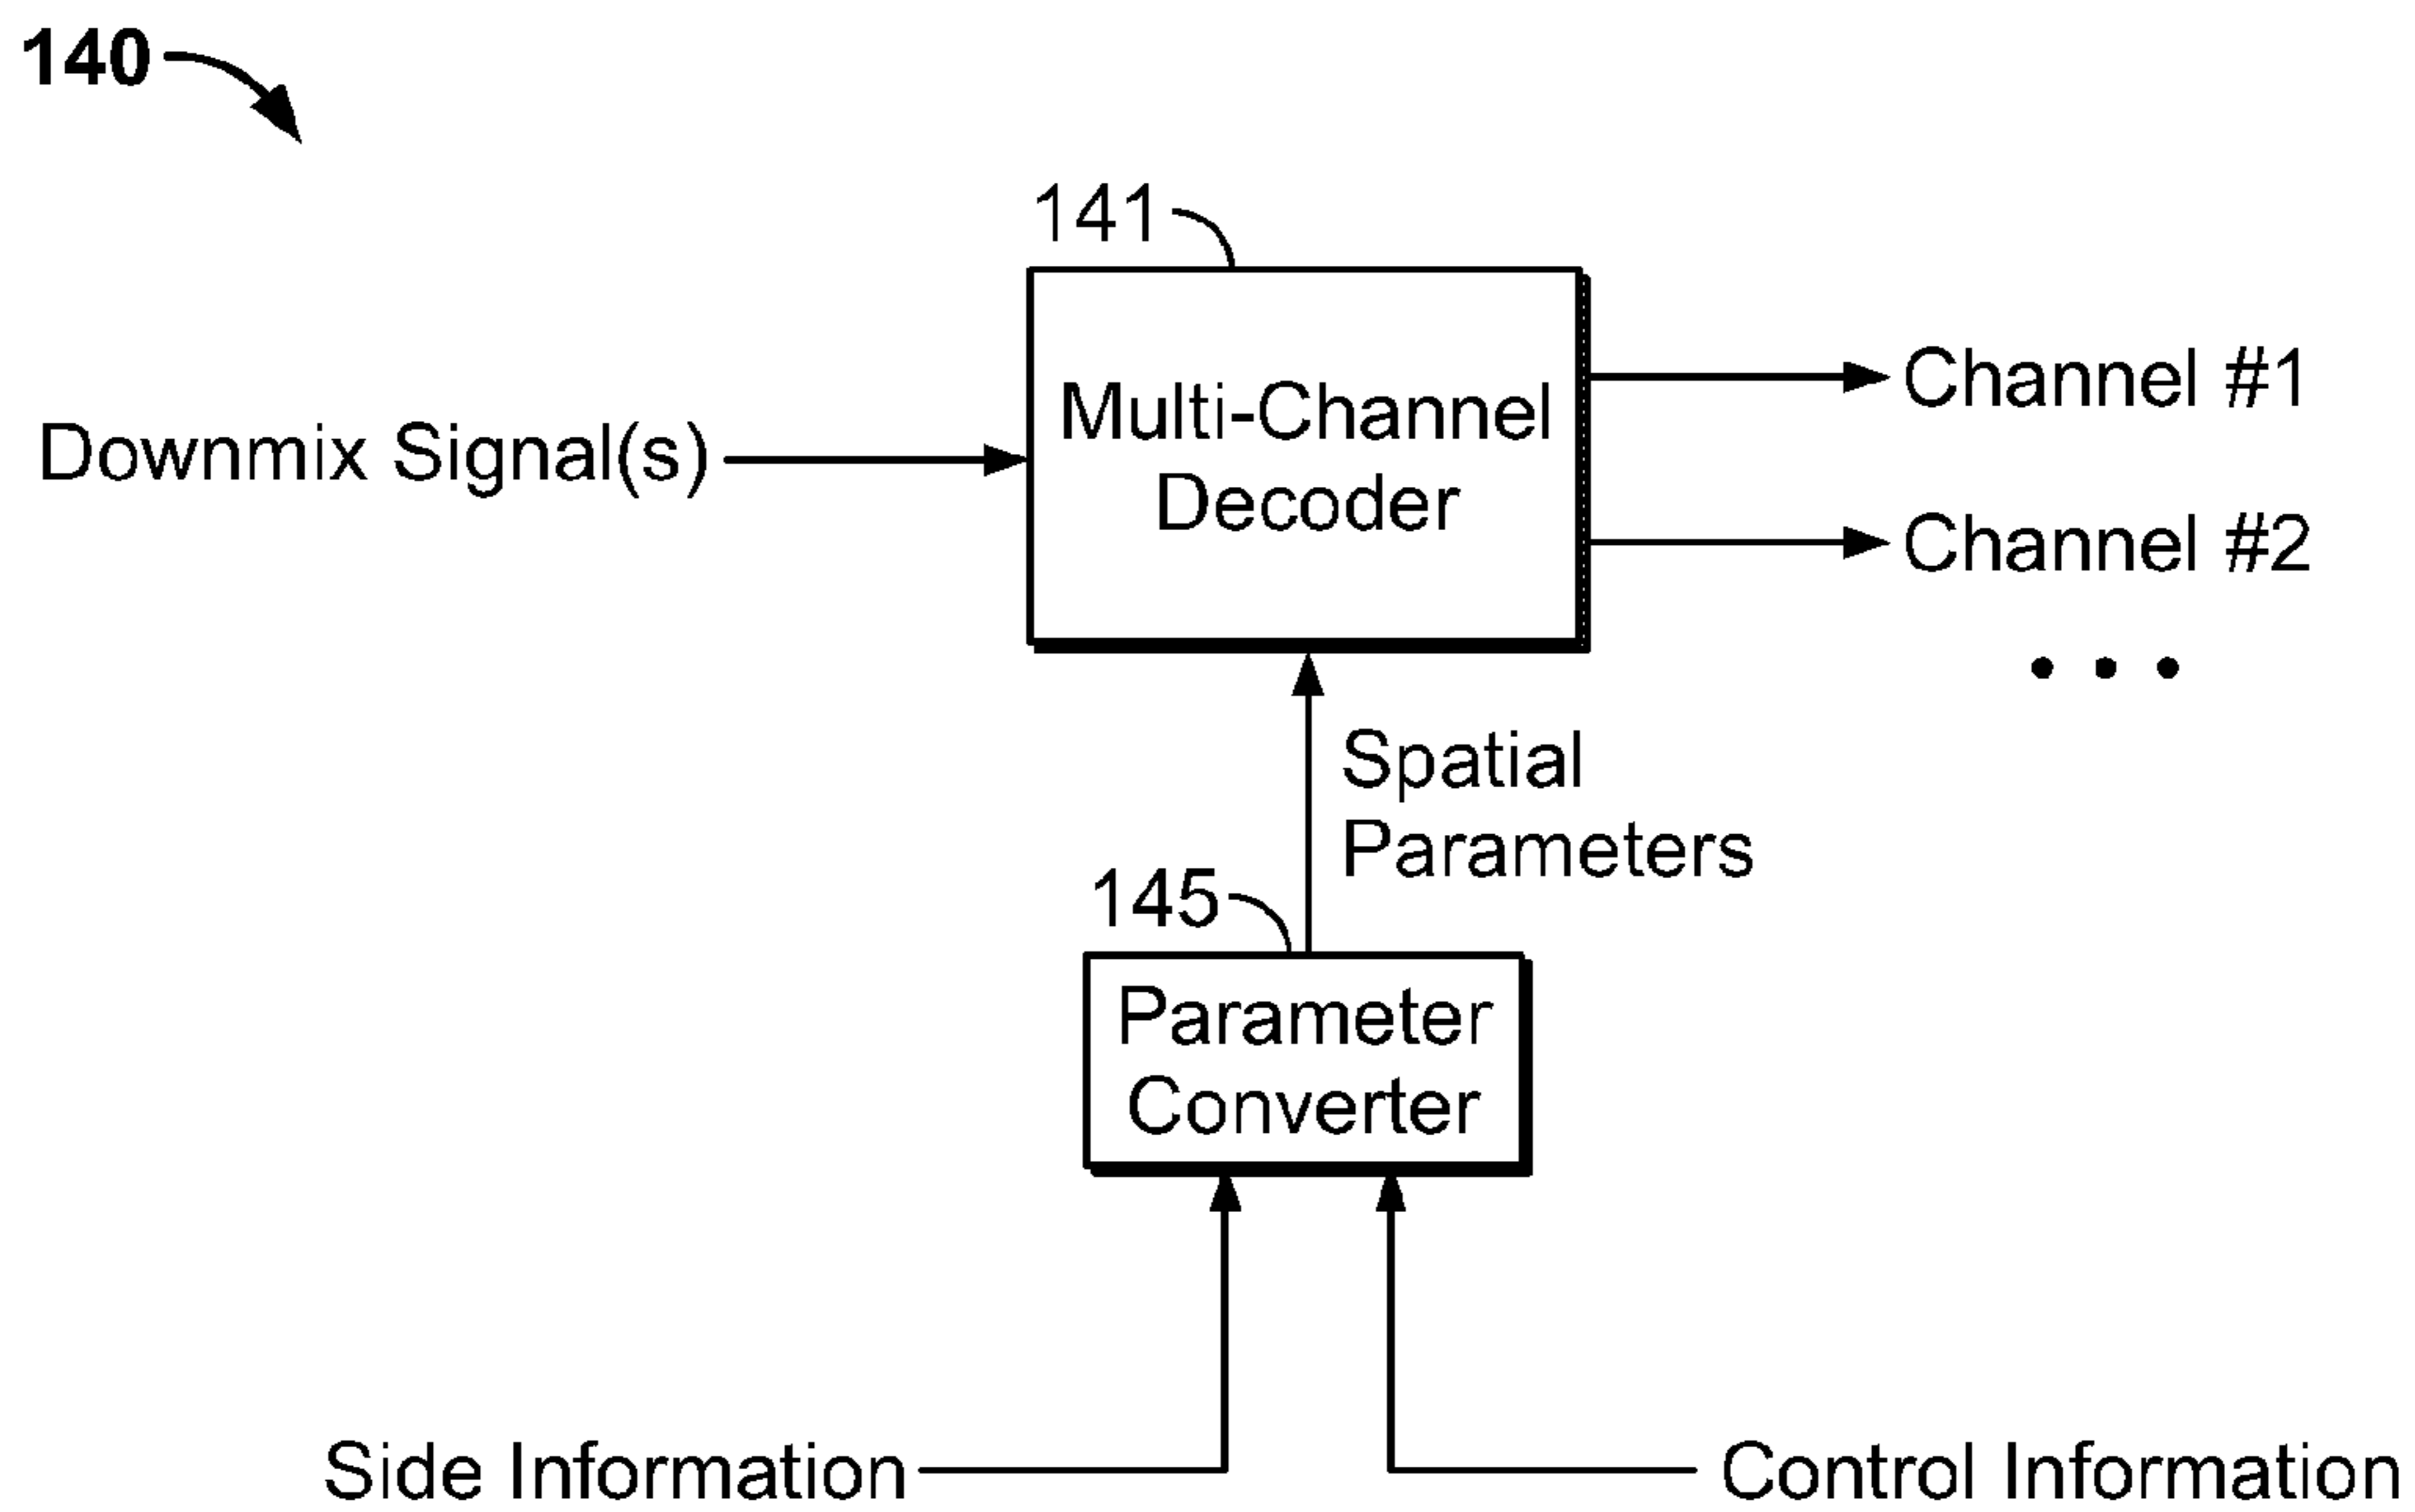 140
141
Multi-Channel
Decoder
Downmix Signal(s)
Channel #1
Channel #2
• • •
Spatial
Parameters
145
Parameter
Converter
Side Information
Control Information